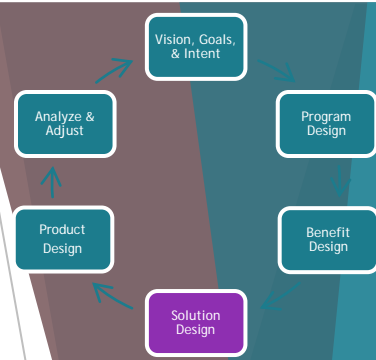 Vision, Goals,
& Intent
Program
Design
Benefit
Design
Solution
Design
Product
Design
Analyze &
Adjust